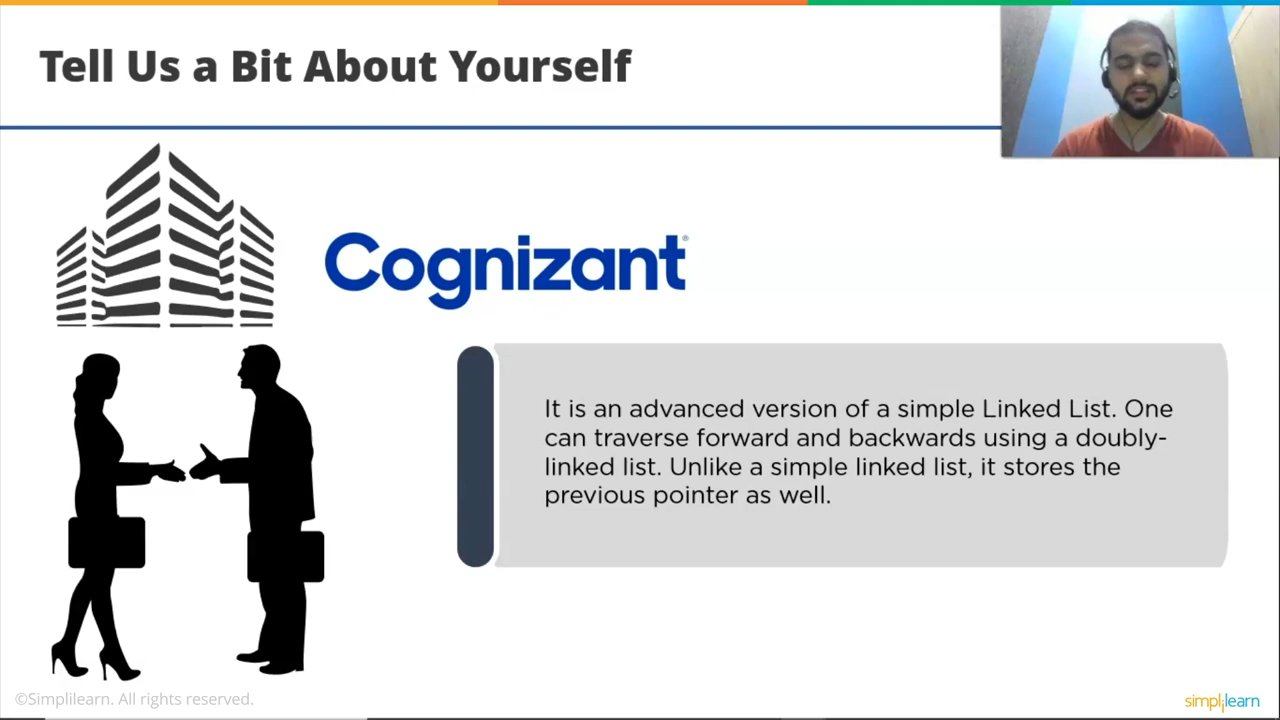 Tell Us a Bit About Yourself
Cognizant®
It is an advanced version of a simple Linked List. One
can traverse forward and backwards using a doubly-
linked list. Unlike a simple linked list, it stores the
previous pointer as well.
©Simplilearn. All rights reserved.
simplilearn